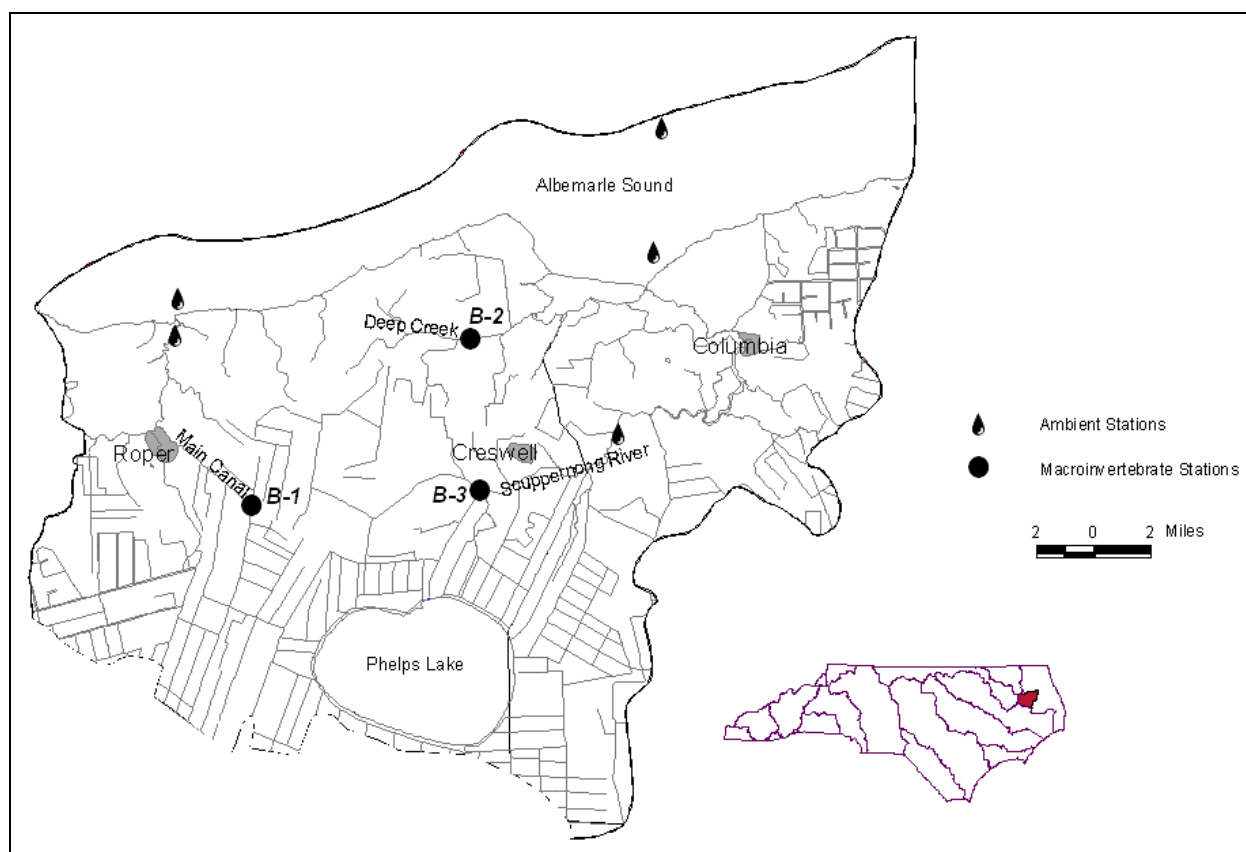 Albemarle Sound
Deep Creek
B-2
Columbia
Roper
Main Canal
B-1
Creswell
Scuppernong River
B-3
Phelps Lake
Ambient Stations
Macroinvertebrate Stations
2 0 2 Miles